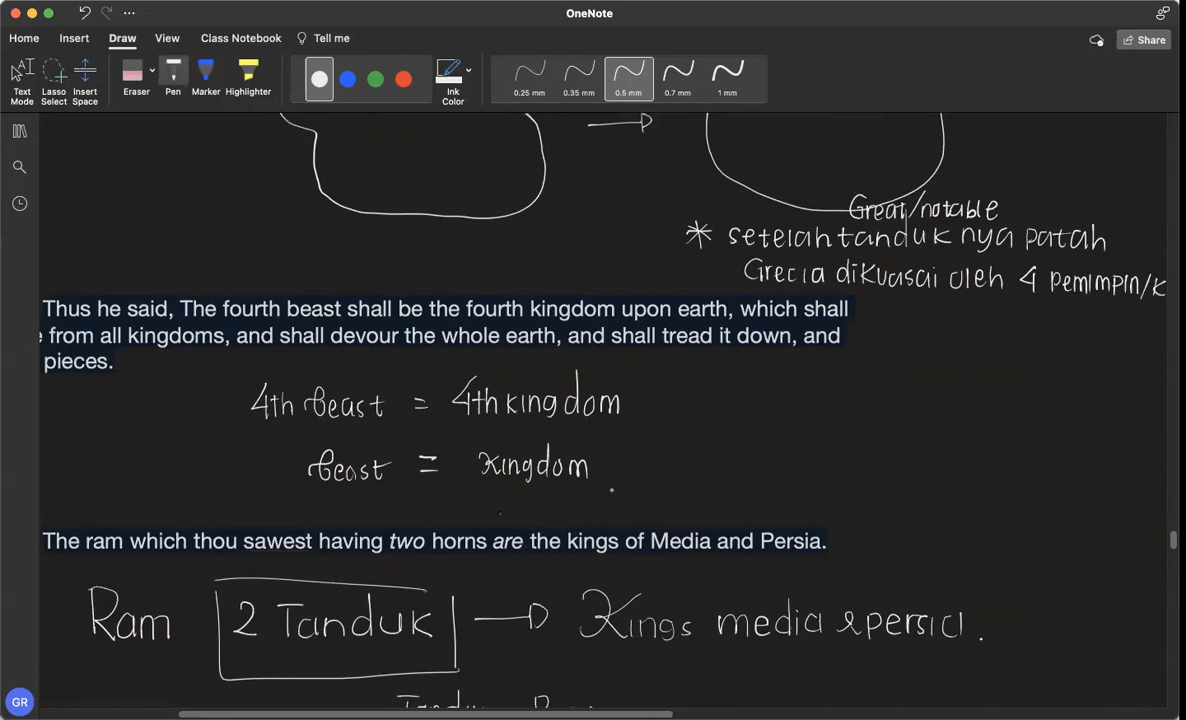 OneNote
Home Insert Draw View Class Notebook Tell me
Share
Text Mode
Lasso Select
Insert Space
Eraser
Pen
Marker
Highlighter
Ink Color
0.25 mm
0.35 mm
0.5 mm
0.7 mm
1 mm
Great/notable
* setelah tanduk nya patah
Grecia dikuasai oleh 4 pemimpin/k
Thus he said, The fourth beast shall be the fourth kingdom upon earth, which shall
from all kingdoms, and shall devour the whole earth, and shall tread it down, and
pieces.
4th beast = 4th kingdom
beast = kingdom
The ram which thou sawest having two horns are the kings of Media and Persia.
Ram 2 Tanduk → Kings media & persia.
GR